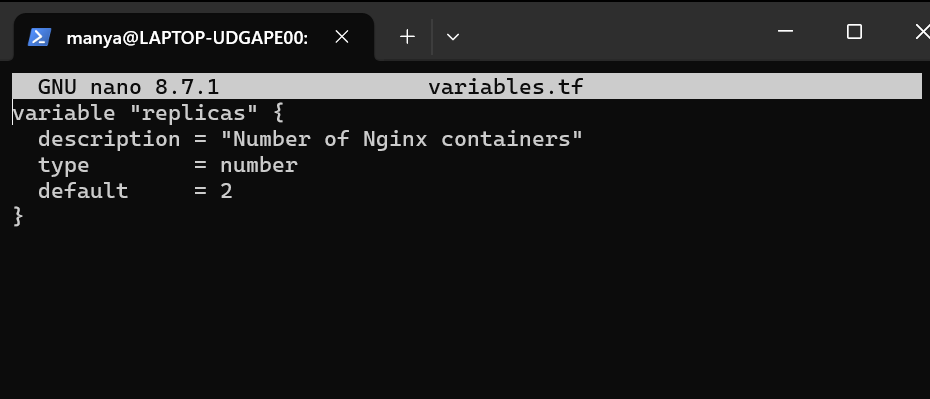 manya@LAPTOP-UDGAPE00:
GNU nano 8.7.1 variables.tf
variable "replicas" {
  description = "Number of Nginx containers"
  type        = number
  default     = 2
}